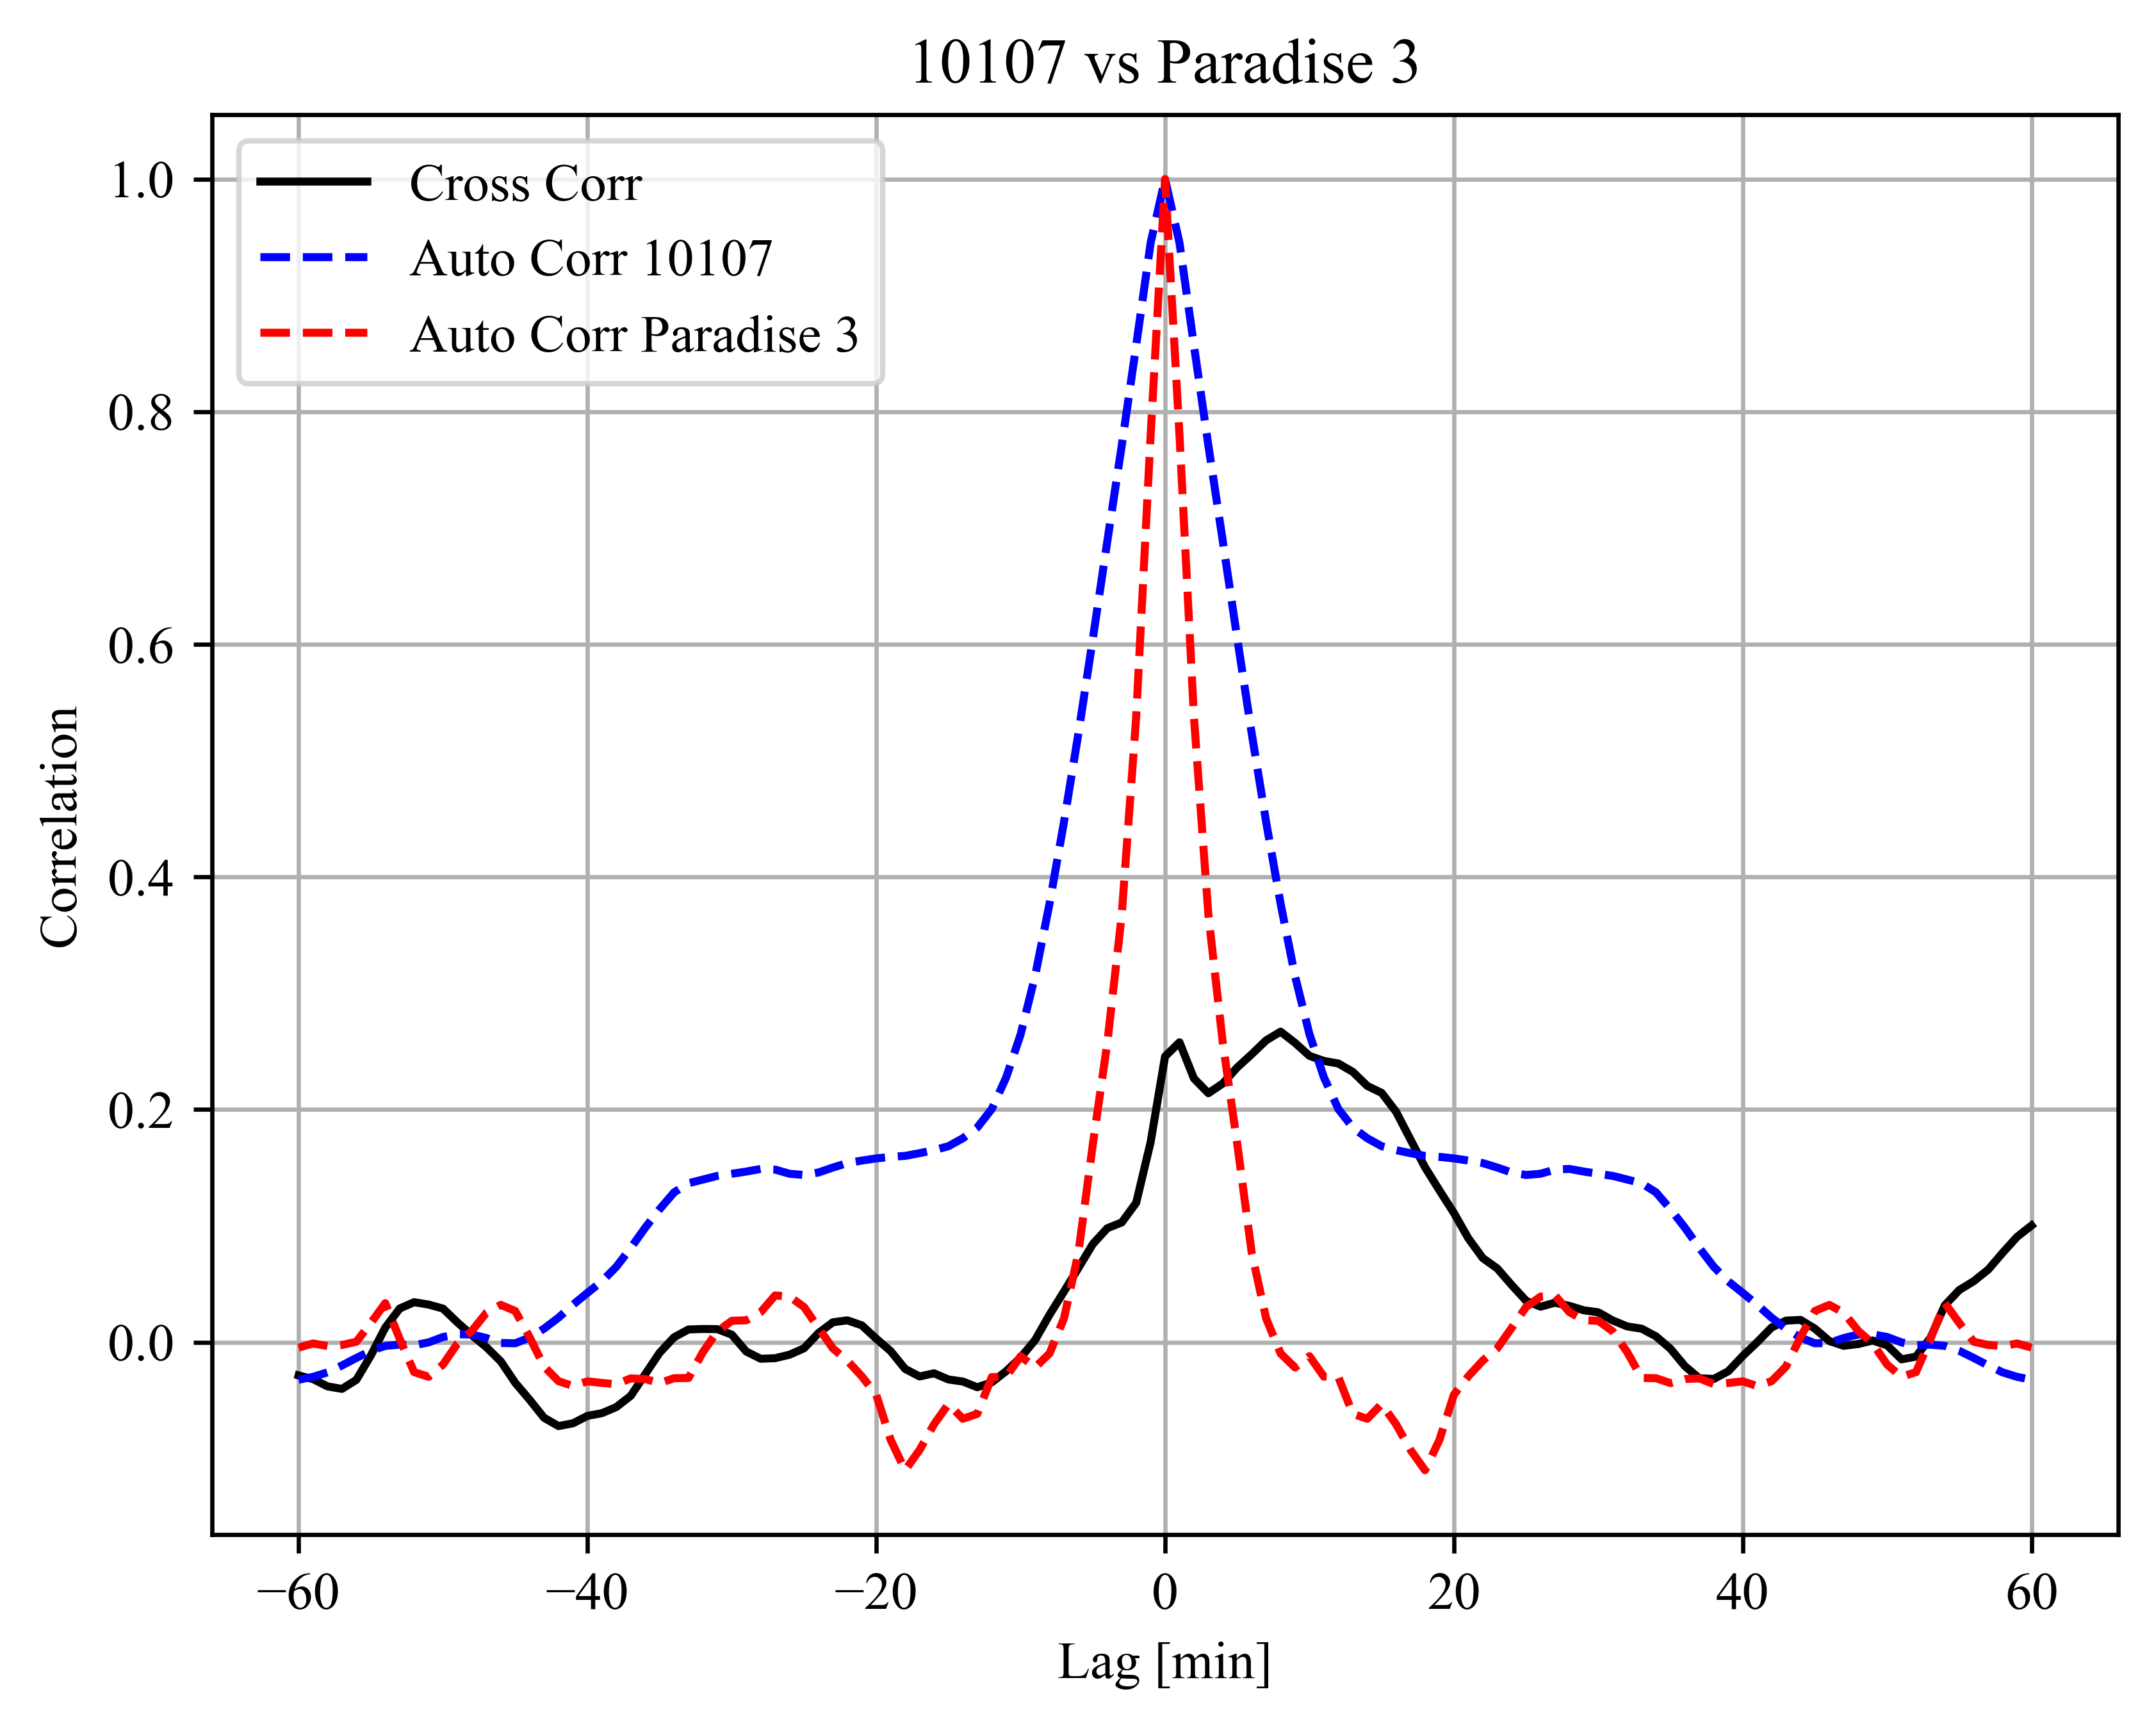 10107 vs Paradise 3
Cross Corr
Auto Corr 10107
Auto Corr Paradise 3
1.0
0.8
0.6
0.4
0.2
0.0
Correlation
−60 −40 −20 0 20 40 60
Lag [min]